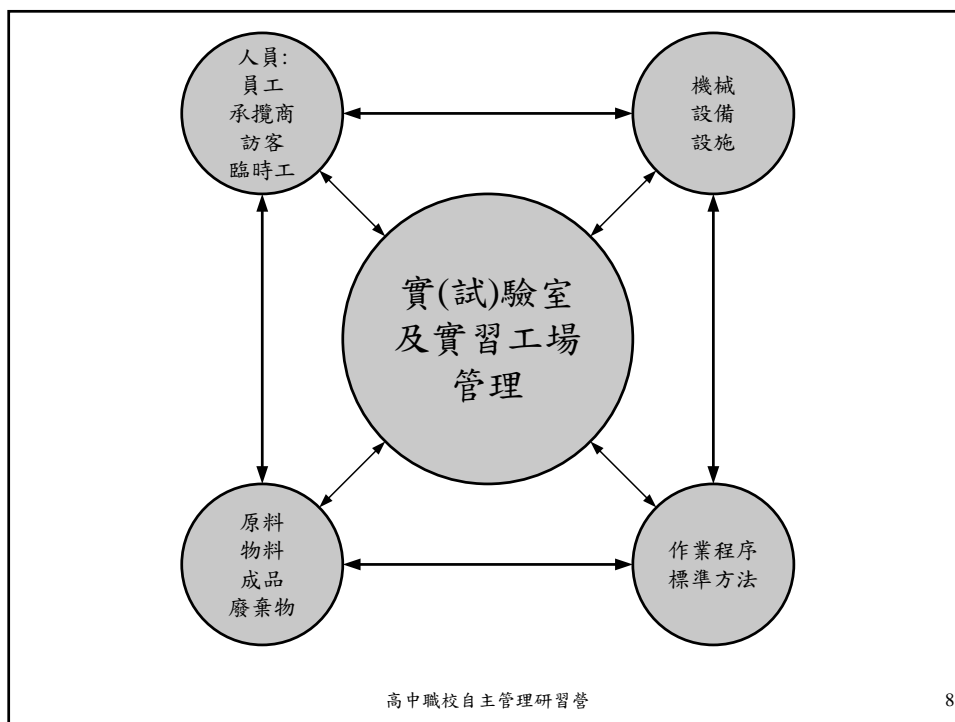 人員:
員工
承攬商
訪客
臨時工
機械
設備
設施
實(試)驗室
及實習工場
管理
原料
物料
成品
廢棄物
作業程序
標準方法
高中職校自主管理研習營
8